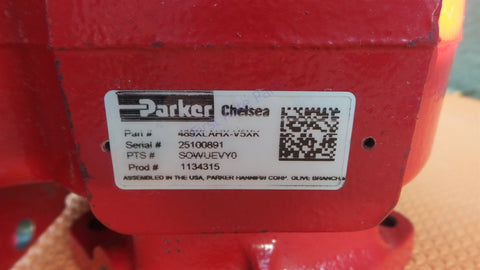 Parker Chelsea
Part # 489XLAHX-V5XK
Serial # 25100891
PTS # SOWUEVY0
Prod # 1134315
ASSEMBLED IN THE USA, PARKER HANNIFIN CORP. OLIVE BRANCH,